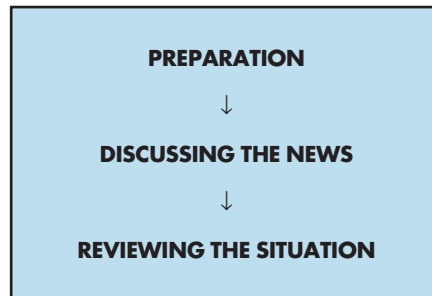 PREPARATION
↓
DISCUSSING THE NEWS
↓
REVIEWING THE SITUATION